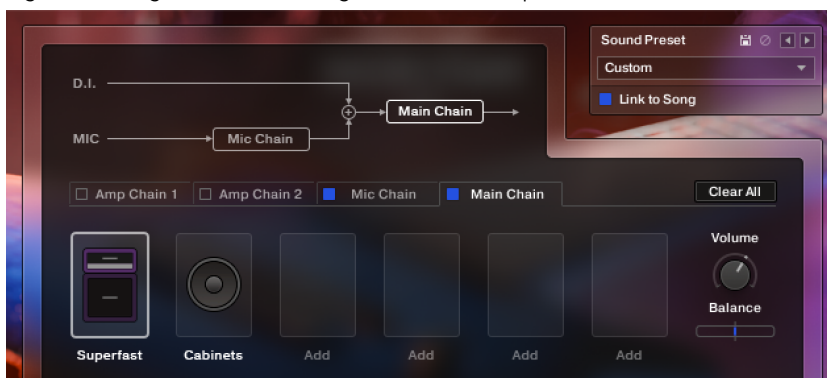 Sound Preset
Custom
Link to Song
D.I.
Main Chain
MIC
Mic Chain
Amp Chain 1 Amp Chain 2 Mic Chain Main Chain Clear All
Volume
Balance
Superfast Cabinets Add Add Add Add